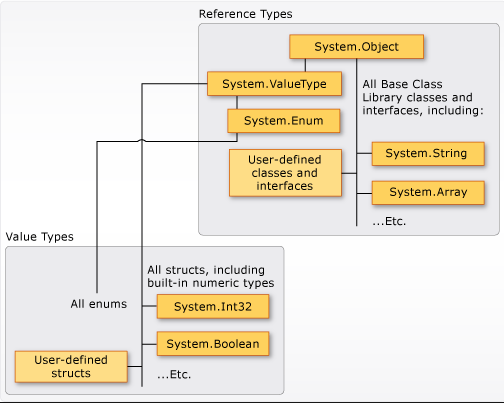 Reference Types
System.Object
System.ValueType
System.Enum
All Base Class
Library classes and
interfaces, including:
User-defined
classes and
interfaces
System.String
System.Array
...Etc.
Value Types
All enums
All structs, including
built-in numeric types
System.Int32
System.Boolean
User-defined
structs
...Etc.